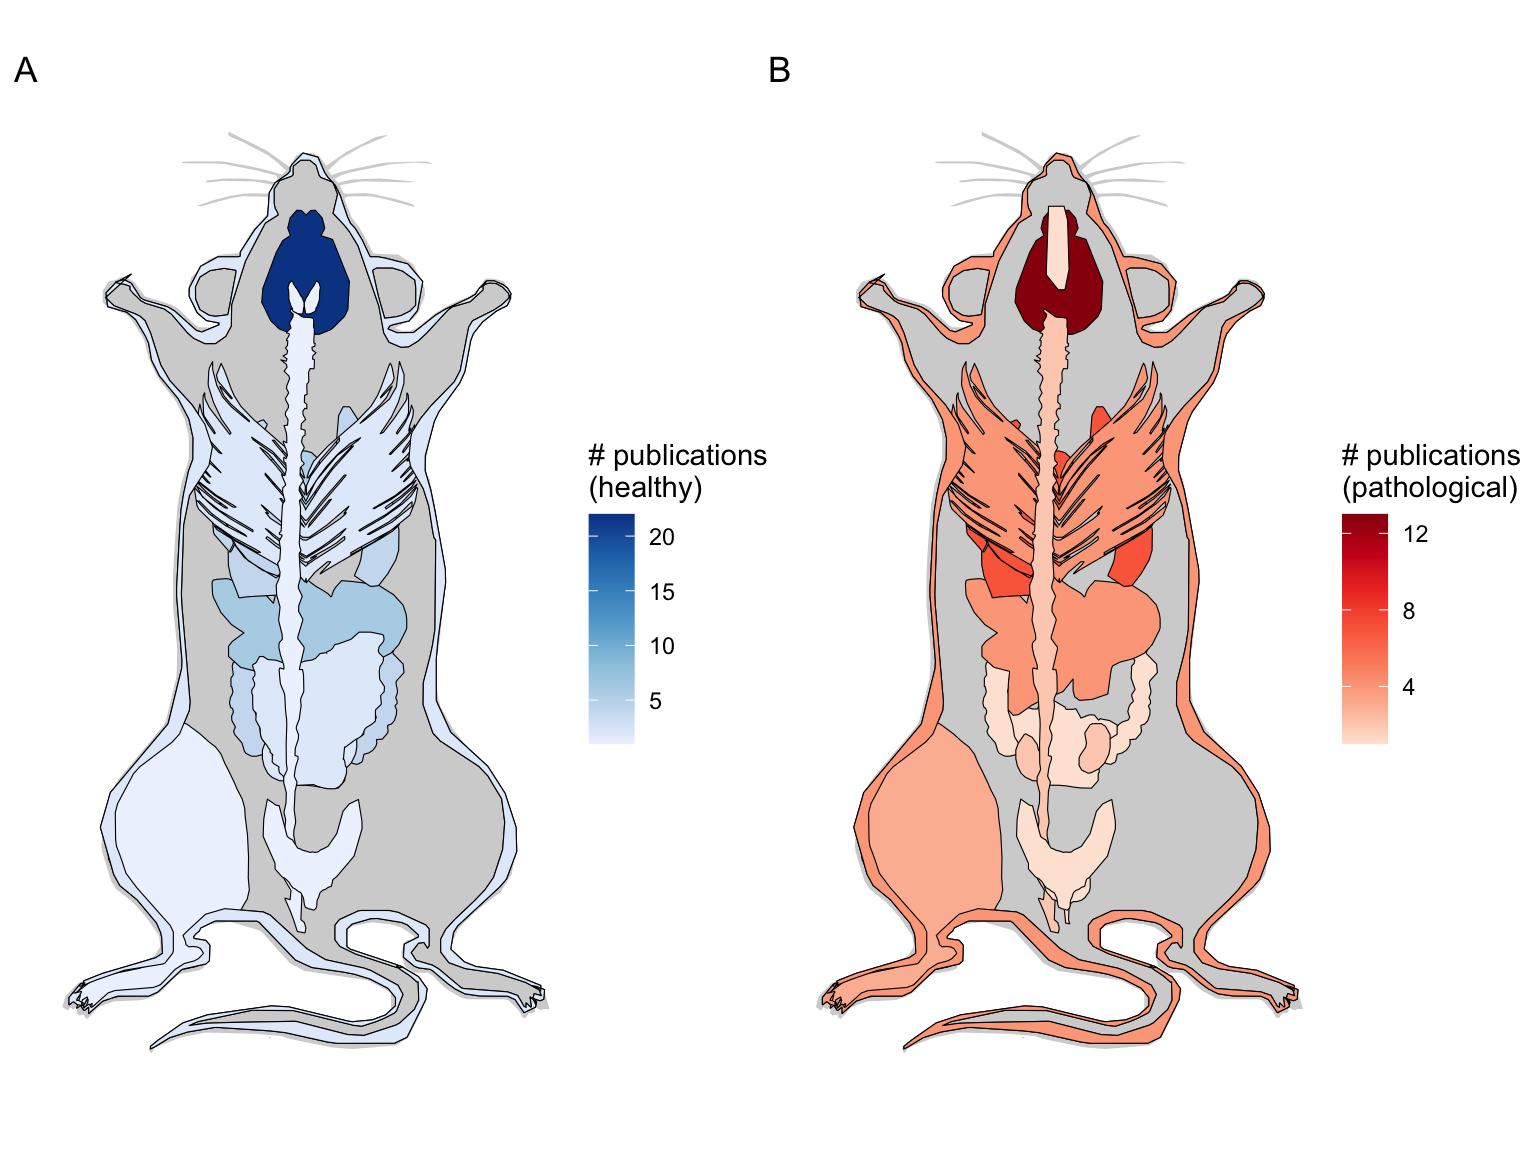 A
# publications
(healthy)
20
15
10
5
B
# publications
(pathological)
12
8
4